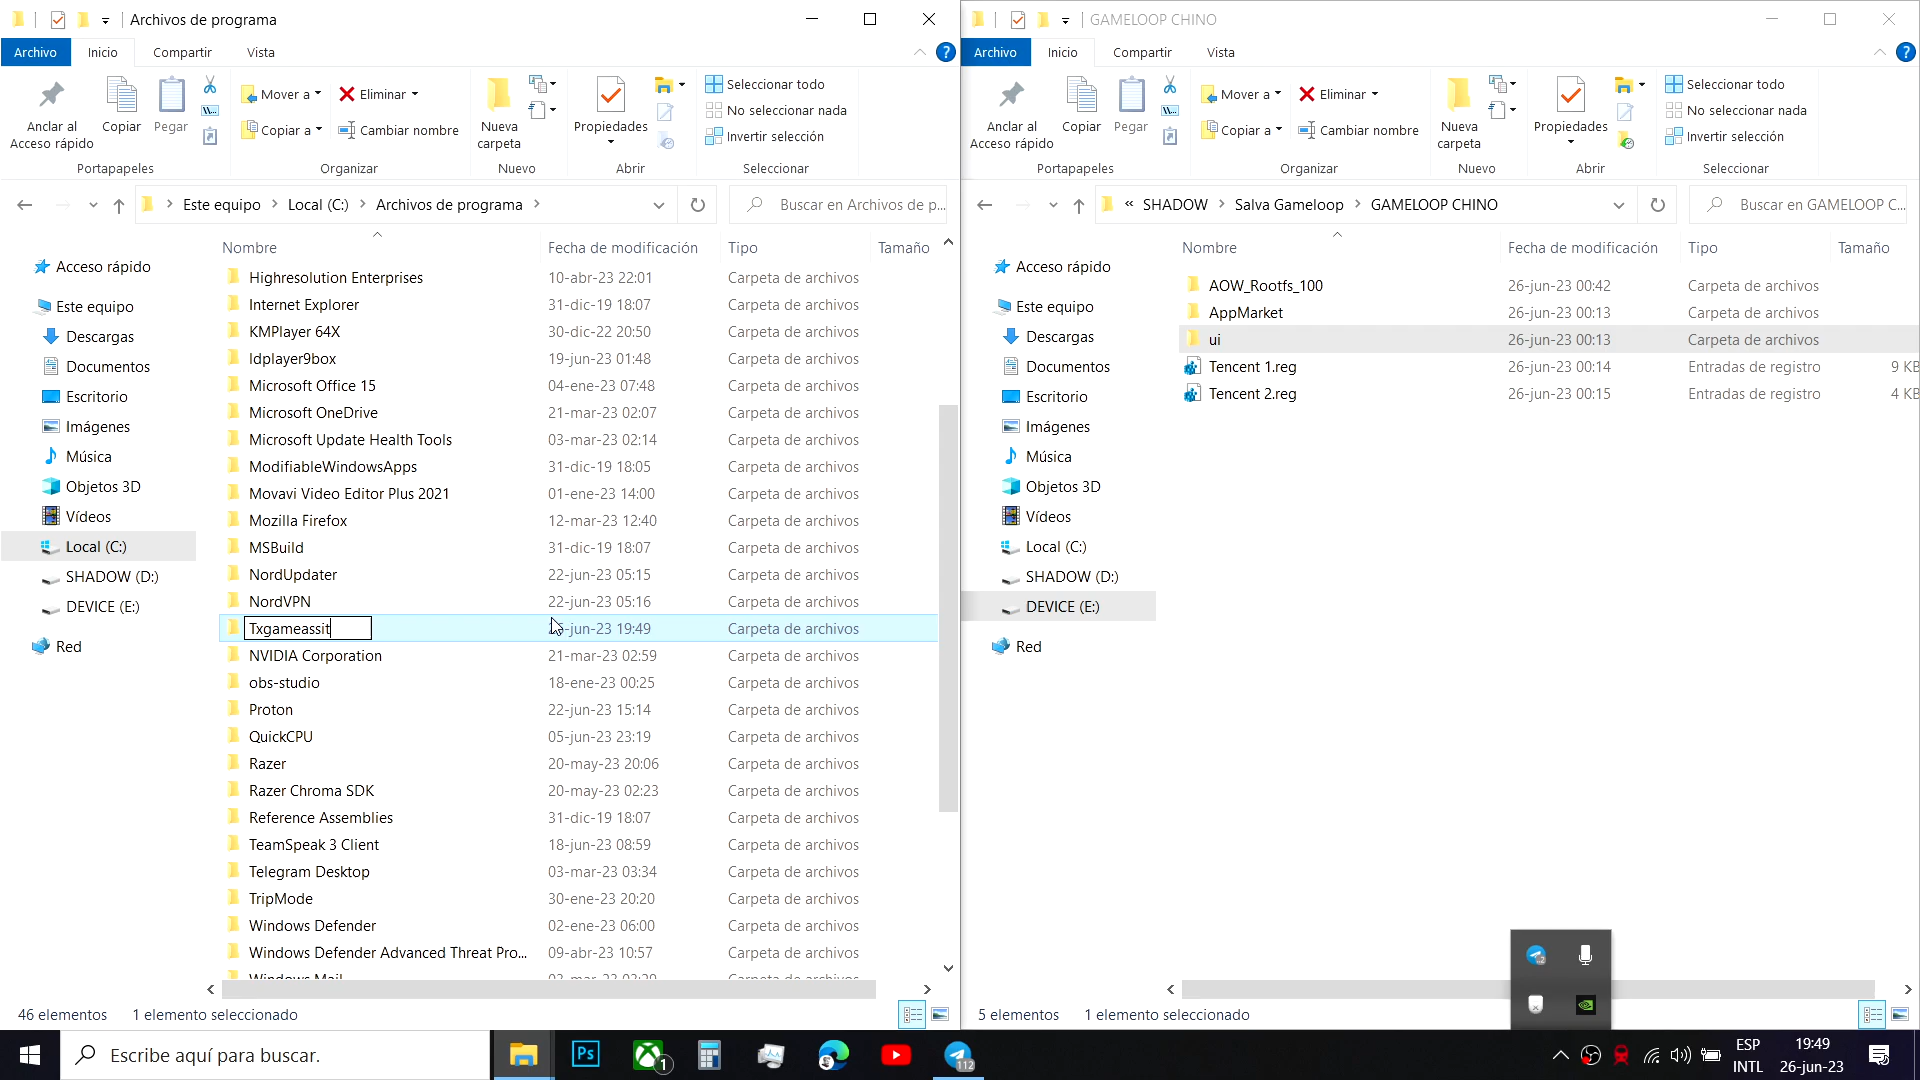 Archivos de programa
Archivo Inicio Compartir Vista
Anclar al Acceso rápido
Copiar
Pegar
Mover a
Copiar a
Eliminar
Cambiar nombre
Nueva carpeta
Propiedades
Seleccionar todo
No seleccionar nada
Invertir selección
Portapapeles Organizar Nuevo Abrir Seleccionar
Este equipo > Local (C:) > Archivos de programa >
Buscar en Archivos de p...
Nombre Fecha de modificación Tipo Tamaño
Acceso rápido
Este equipo
Descargas
Documentos
Escritorio
Imágenes
Música
Objetos 3D
Vídeos
Local (C:)
SHADOW (D:)
DEVICE (E:)
Red
Highresolution Enterprises 10-abr-23 22:01 Carpeta de archivos
Internet Explorer 31-dic-19 18:07 Carpeta de archivos
KMPlayer 64X 30-dic-22 20:50 Carpeta de archivos
ldplayer9box 19-jun-23 01:48 Carpeta de archivos
Microsoft Office 15 04-ene-23 07:48 Carpeta de archivos
Microsoft OneDrive 21-mar-23 02:07 Carpeta de archivos
Microsoft Update Health Tools 03-mar-23 02:14 Carpeta de archivos
ModifiableWindowsApps 31-dic-19 18:05 Carpeta de archivos
Movavi Video Editor Plus 2021 01-ene-23 14:00 Carpeta de archivos
Mozilla Firefox 12-mar-23 12:40 Carpeta de archivos
MSBuild 31-dic-19 18:07 Carpeta de archivos
NordUpdater 22-jun-23 05:15 Carpeta de archivos
NordVPN 22-jun-23 05:16 Carpeta de archivos
Txgameassit -jun-23 19:49 Carpeta de archivos
NVIDIA Corporation 21-mar-23 02:59 Carpeta de archivos
obs-studio 18-ene-23 00:25 Carpeta de archivos
Proton 22-jun-23 15:14 Carpeta de archivos
QuickCPU 05-jun-23 23:19 Carpeta de archivos
Razer 20-may-23 20:06 Carpeta de archivos
Razer Chroma SDK 20-may-23 02:23 Carpeta de archivos
Reference Assemblies 31-dic-19 18:07 Carpeta de archivos
TeamSpeak 3 Client 18-jun-23 08:59 Carpeta de archivos
Telegram Desktop 03-mar-23 03:34 Carpeta de archivos
TripMode 30-ene-23 20:20 Carpeta de archivos
Windows Defender 02-ene-23 06:00 Carpeta de archivos
Windows Defender Advanced Threat Pro... 09-abr-23 10:57 Carpeta de archivos
Windows Mail
46 elementos 1 elemento seleccionado
GAMELOOP CHINO
Archivo Inicio Compartir Vista
Anclar al Acceso rápido
Copiar
Pegar
Mover a
Copiar a
Eliminar
Cambiar nombre
Nueva carpeta
Propiedades
Seleccionar todo
No seleccionar nada
Invertir selección
Portapapeles Organizar Nuevo Abrir Seleccionar
« SHADOW > Salva Gameloop > GAMELOOP CHINO
Buscar en GAMELOOP C...
Nombre Fecha de modificación Tipo Tamaño
Acceso rápido
Este equipo
Descargas
Documentos
Escritorio
Imágenes
Música
Objetos 3D
Vídeos
Local (C:)
SHADOW (D:)
DEVICE (E:)
Red
AOW_Rootfs_100 26-jun-23 00:42 Carpeta de archivos
AppMarket 26-jun-23 00:13 Carpeta de archivos
ui 26-jun-23 00:13 Carpeta de archivos
Tencent 1.reg 26-jun-23 00:14 Entradas de registro 9 KB
Tencent 2.reg 26-jun-23 00:15 Entradas de registro 4 KB
5 elementos 1 elemento seleccionado
Escribe aquí para buscar.
Ps
1
112
ESP
INTL
19:49
26-jun-23